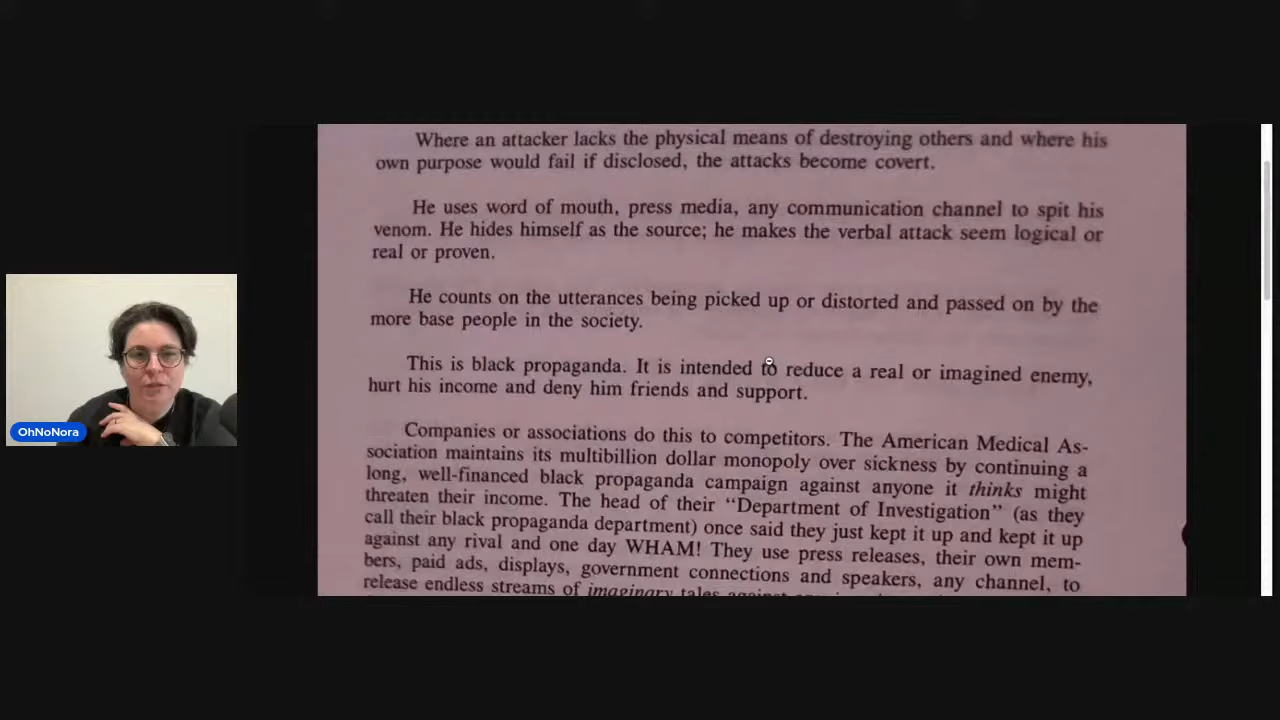 Where an attacker lacks the physical means of destroying others and where his
own purpose would fail if disclosed, the attacks become covert.
He uses word of mouth, press media, any communication channel to spit his
venom. He hides himself as the source; he makes the verbal attack seem logical or
real or proven.
He counts on the utterances being picked up or distorted and passed on by the
more base people in the society.
This is black propaganda. It is intended to reduce a real or imagined enemy,
hurt his income and deny him friends and support.
Companies or associations do this to competitors. The American Medical As-
sociation maintains its multibillion dollar monopoly over sickness by continuing a
long, well-financed black propaganda campaign against anyone it thinks might
threaten their income. The head of their “Department of Investigation” (as they
call their black propaganda department) once said they just kept it up and kept it up
against any rival and one day WHAM! They use press releases, their own mem-
bers, paid ads, displays, government connections and speakers, any channel, to
release endless streams of imaginary tales against
OhNoNora